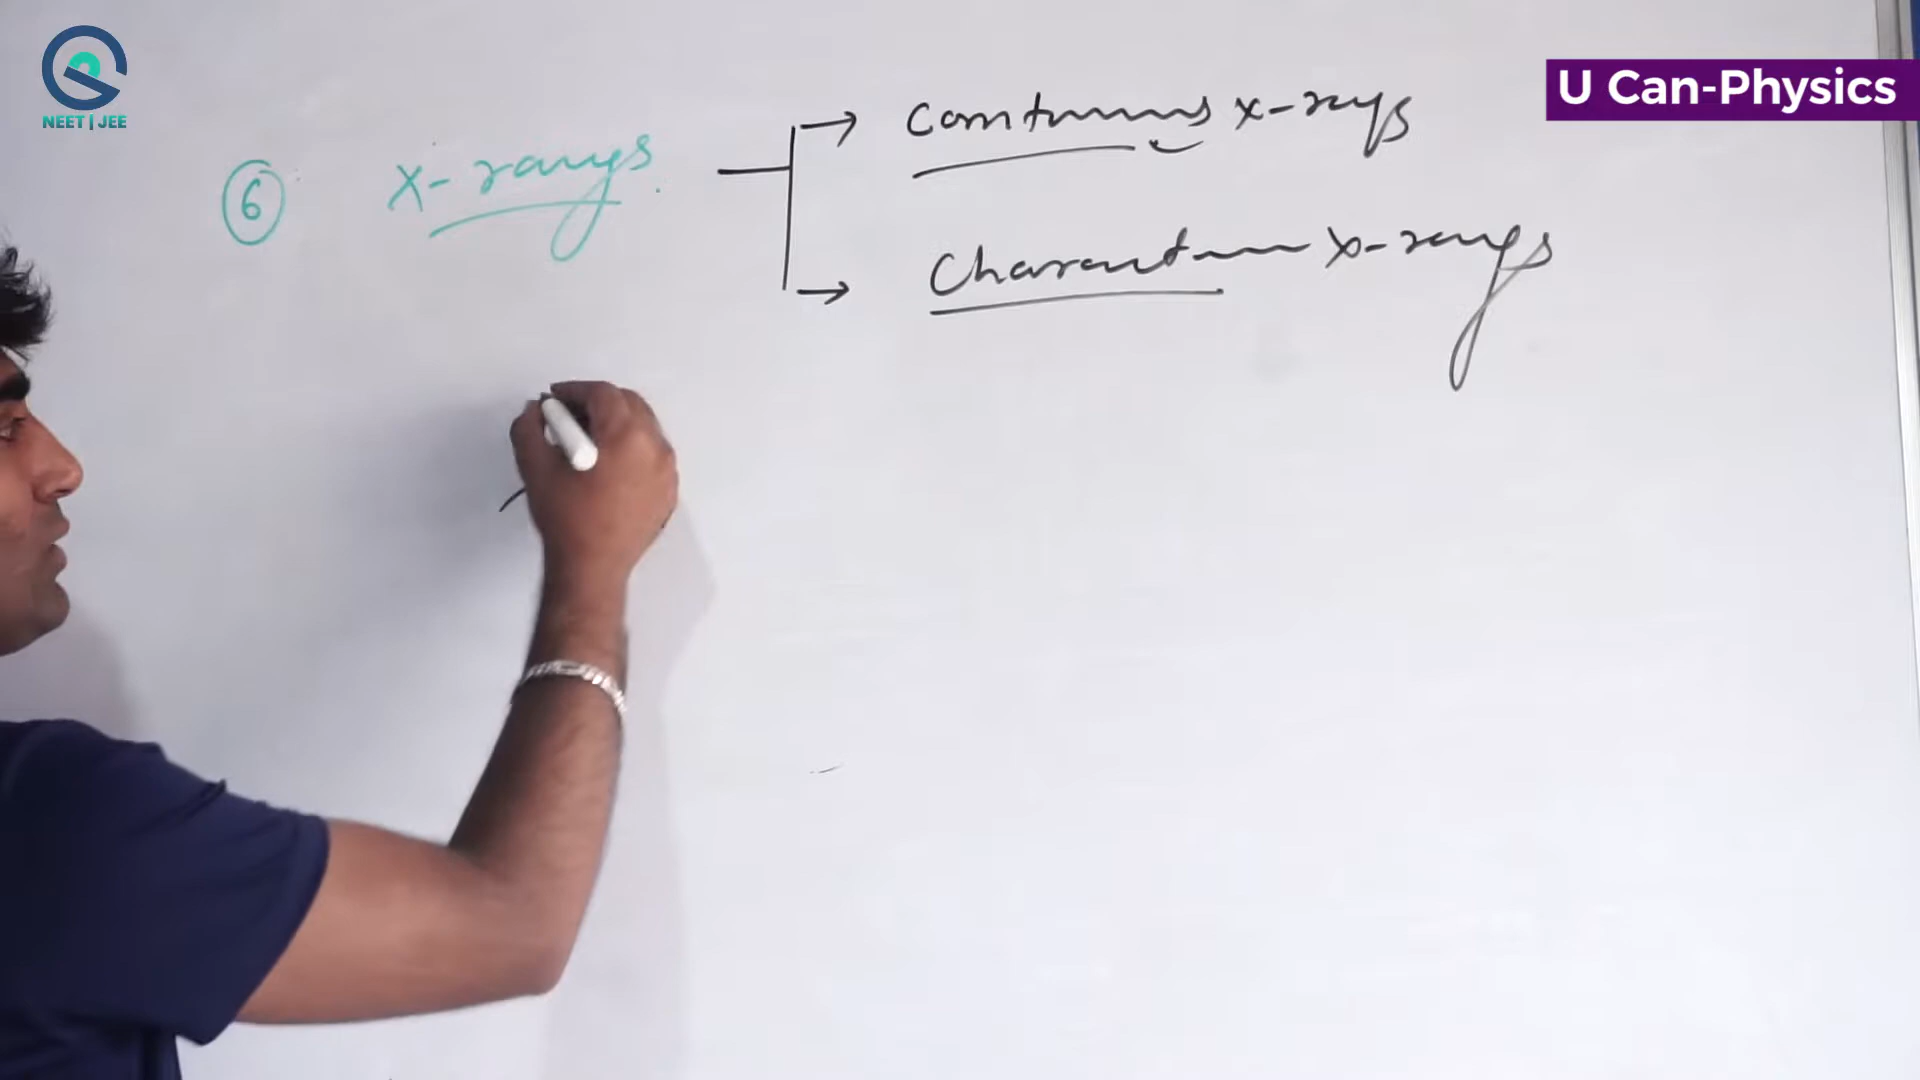 NEET | JEE
U Can-Physics
6 x-rays
→ Continuous x-rays
→ Characteristic x-rays